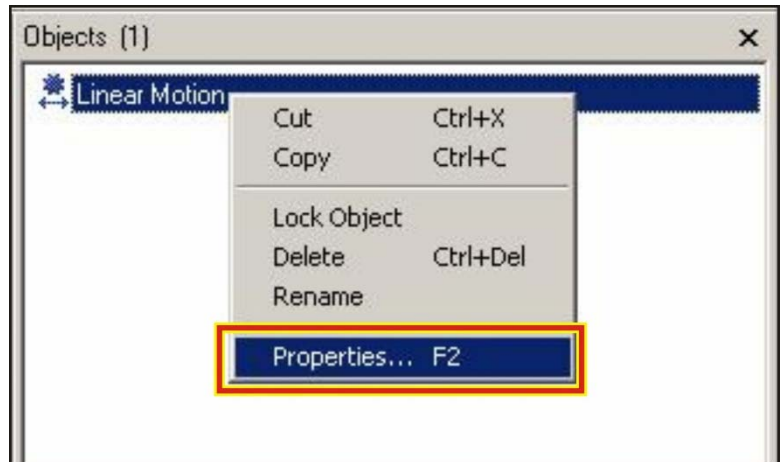 Objects (1)
Linear Motion
Cut Ctrl+X
Copy Ctrl+C
Lock Object
Delete Ctrl+Del
Rename
Properties... F2